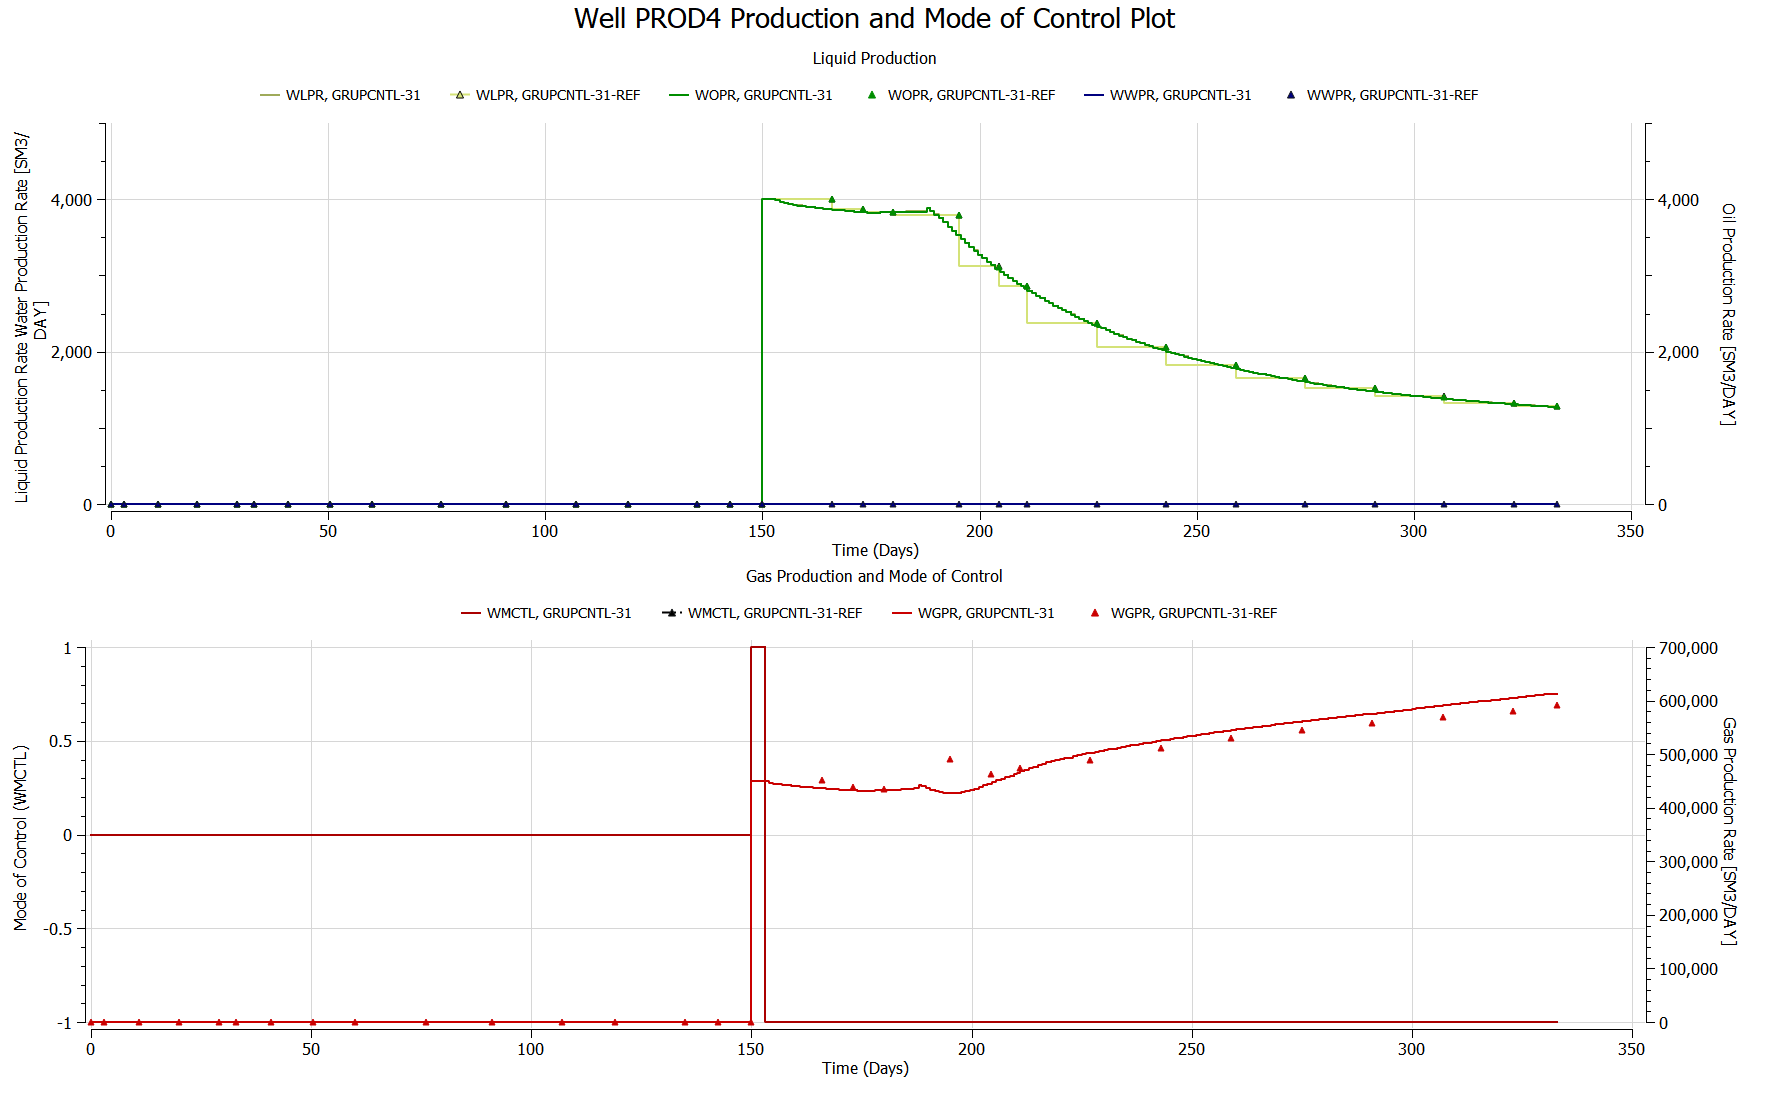 Well PROD4 Production and Mode of Control Plot
Liquid Production
WLPR, GRUPCNTL-31 WLPR, GRUPCNTL-31-REF WOPR, GRUPCNTL-31 WOPR, GRUPCNTL-31-REF WWPR, GRUPCNTL-31 WWPR, GRUPCNTL-31-REF
Liquid Production Rate Water Production Rate [SM3/
DAY]
4,000
2,000
0
4,000
2,000
0
Oil Production Rate [SM3/DAY]
0 50 100 150 200 250 300 350
Time (Days)
Gas Production and Mode of Control
WMCTL, GRUPCNTL-31 WMCTL, GRUPCNTL-31-REF WGPR, GRUPCNTL-31 WGPR, GRUPCNTL-31-REF
Mode of Control (WMCTL)
1
0.5
0
-0.5
-1
700,000
600,000
500,000
400,000
300,000
200,000
100,000
0
Gas Production Rate [SM3/DAY]
0 50 100 150 200 250 300 350
Time (Days)